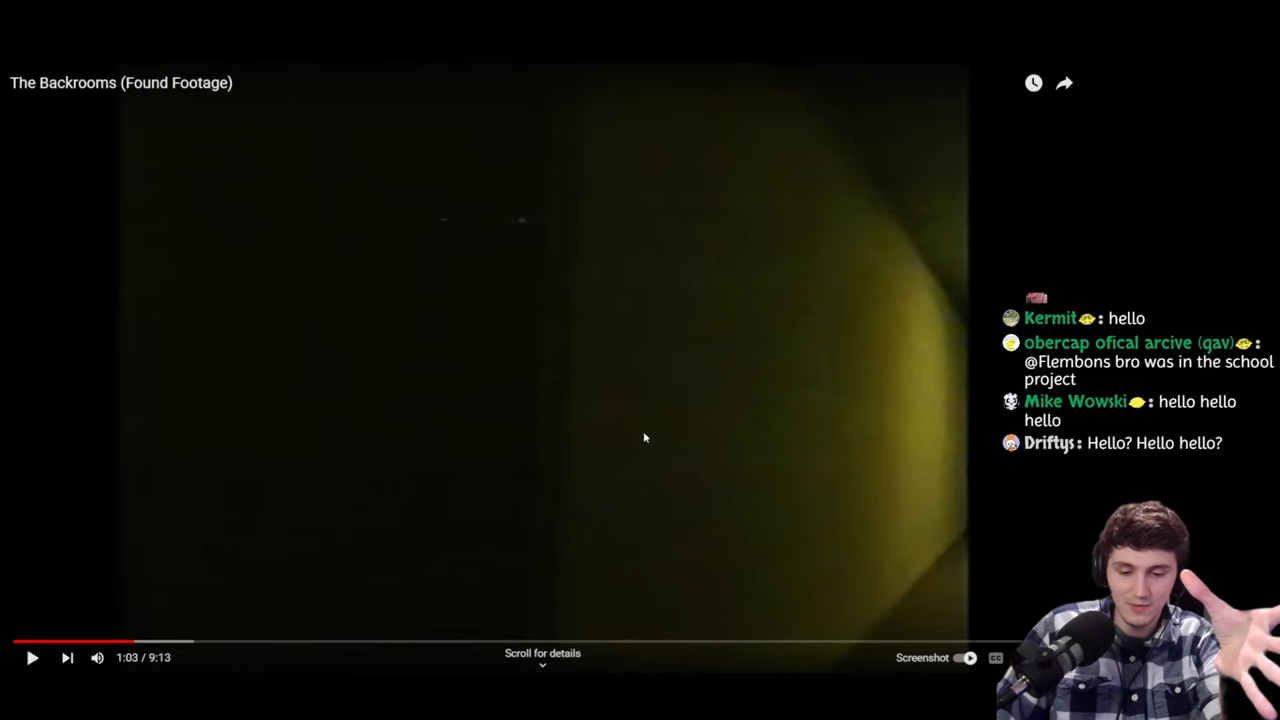 The Backrooms (Found Footage)
Kermit: hello
obercap ofical arcive (gav):
@Flembons bro was in the school
project
Mike Wowski: hello hello
hello
Driftys: Hello? Hello hello?
Scroll for details
1:03 / 9:13
Screenshot
CC